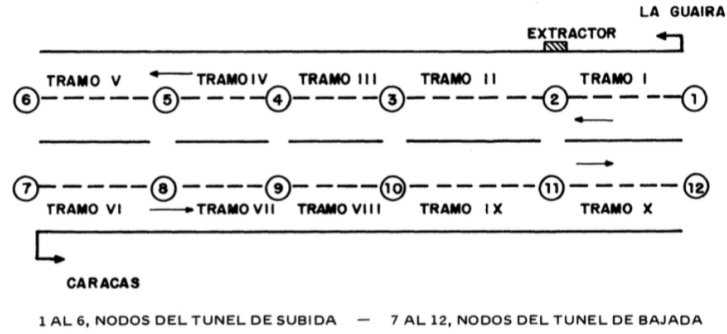 LA GUAIRA
EXTRACTOR
TRAMO V TRAMO IV TRAMO III TRAMO II TRAMO I
6 5 4 3 2 1
7 8 9 10 11 12
TRAMO VI TRAMO VII TRAMO VIII TRAMO IX TRAMO X
CARACAS
1 AL 6, NODOS DEL TUNEL DE SUBIDA — 7 AL 12, NODOS DEL TUNEL DE BAJADA